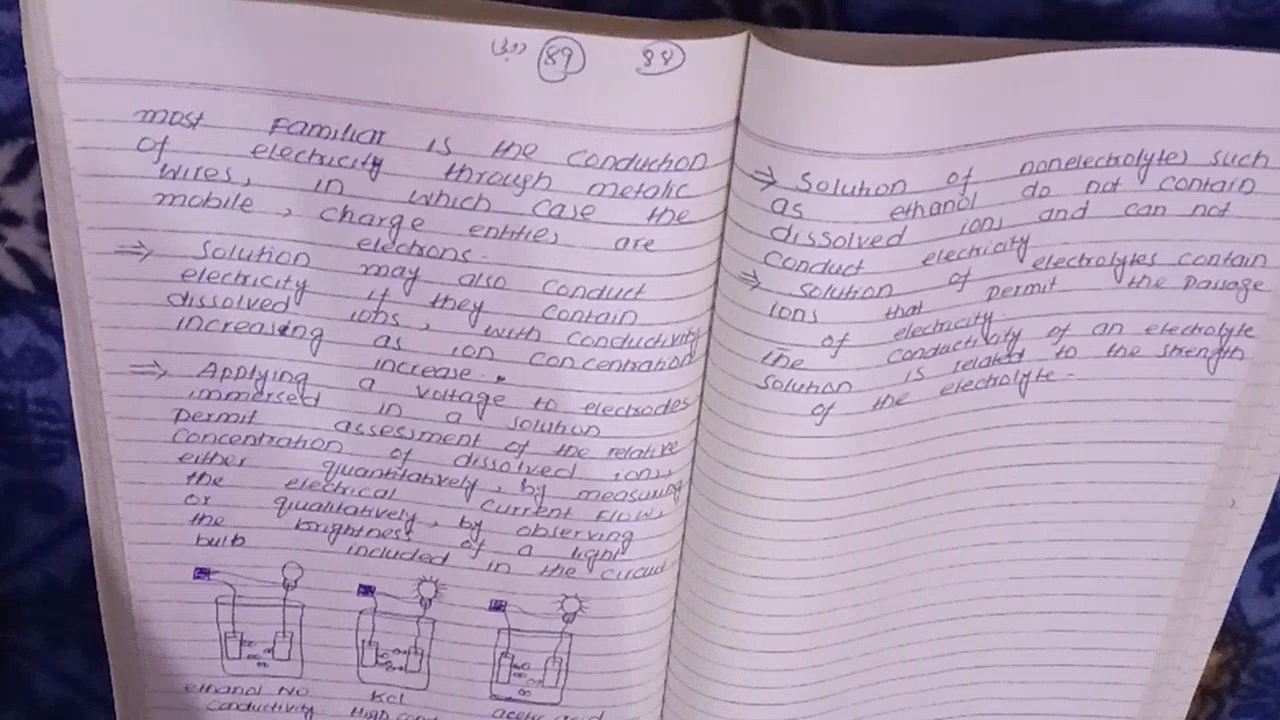 89 88
most Familiar is the conduction
of electricity through metalic
wires, in which case the
mobile, charge entities are
electrons.
⇒ Solution may also conduct
electricity if they contain
dissolved ions, with conductivity
increasing as ion concentration
increase.
⇒ Applying a voltage to electrodes
immersed in a solution
permit assessment of the relative
concentration of dissolved ions,
either quantitatively, by measuring
the electrical current Flow,
or qualitatively, by observing
the brightness of a light
bulb included in the circuit
ethanol No
conductivity
KCl
High cond
acetic acid
⇒ Solution of nonelectrolytes such
as ethanol do not contain
dissolved ions and can not
conduct electricity
⇒ Solution of electrolytes contain
ions that permit the passage
of electricity.
The conductivity of an electrolyte
solution is related to the strength
of the electrolyte.